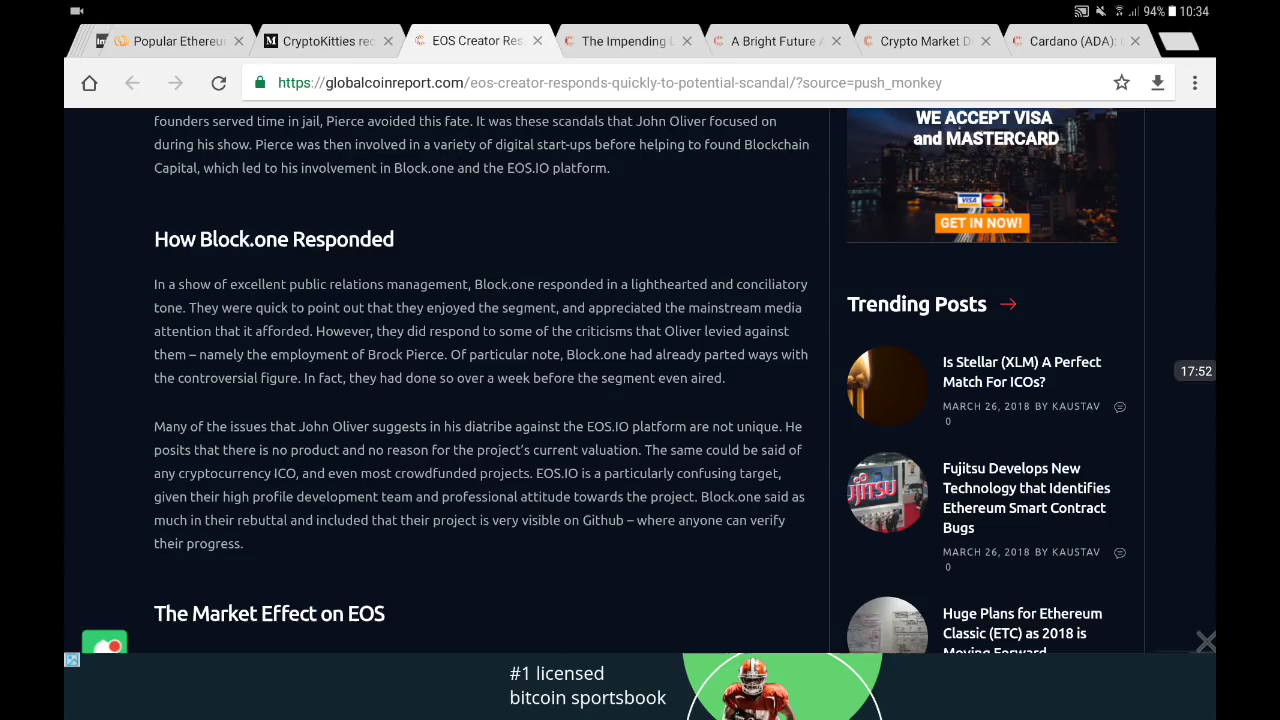 94% 10:34
Popular Ethereu
CryptoKitties rec
EOS Creator Res
The Impending
A Bright Future
Crypto Market D
Cardano (ADA):
https://globalcoinreport.com/eos-creator-responds-quickly-to-potential-scandal/?source=push_monkey
founders served time in jail, Pierce avoided this fate. It was these scandals that John Oliver focused on
during his show. Pierce was then involved in a variety of digital start-ups before helping to found Blockchain
Capital, which led to his involvement in Block.one and the EOS.IO platform.
How Block.one Responded
In a show of excellent public relations management, Block.one responded in a lighthearted and conciliatory
tone. They were quick to point out that they enjoyed the segment, and appreciated the mainstream media
attention that it afforded. However, they did respond to some of the criticisms that Oliver levied against
them – namely the employment of Brock Pierce. Of particular note, Block.one had already parted ways with
the controversial figure. In fact, they had done so over a week before the segment even aired.
Many of the issues that John Oliver suggests in his diatribe against the EOS.IO platform are not unique. He
posits that there is no product and no reason for the project's current valuation. The same could be said of
any cryptocurrency ICO, and even most crowdfunded projects. EOS.IO is a particularly confusing target,
given their high profile development team and professional attitude towards the project. Block.one said as
much in their rebuttal and included that their project is very visible on Github – where anyone can verify
their progress.
The Market Effect on EOS
WE ACCEPT VISA
and MASTERCARD
VISA
GET IN NOW!
Trending Posts
Is Stellar (XLM) A Perfect
Match For ICOs?
MARCH 26, 2018 BY KAUSTAV
0
FUJITSU
Fujitsu Develops New
Technology that Identifies
Ethereum Smart Contract
Bugs
MARCH 26, 2018 BY KAUSTAV
0
Huge Plans for Ethereum
Classic (ETC) as 2018 is
Moving Forward
17:52
#1 licensed
bitcoin sportsbook